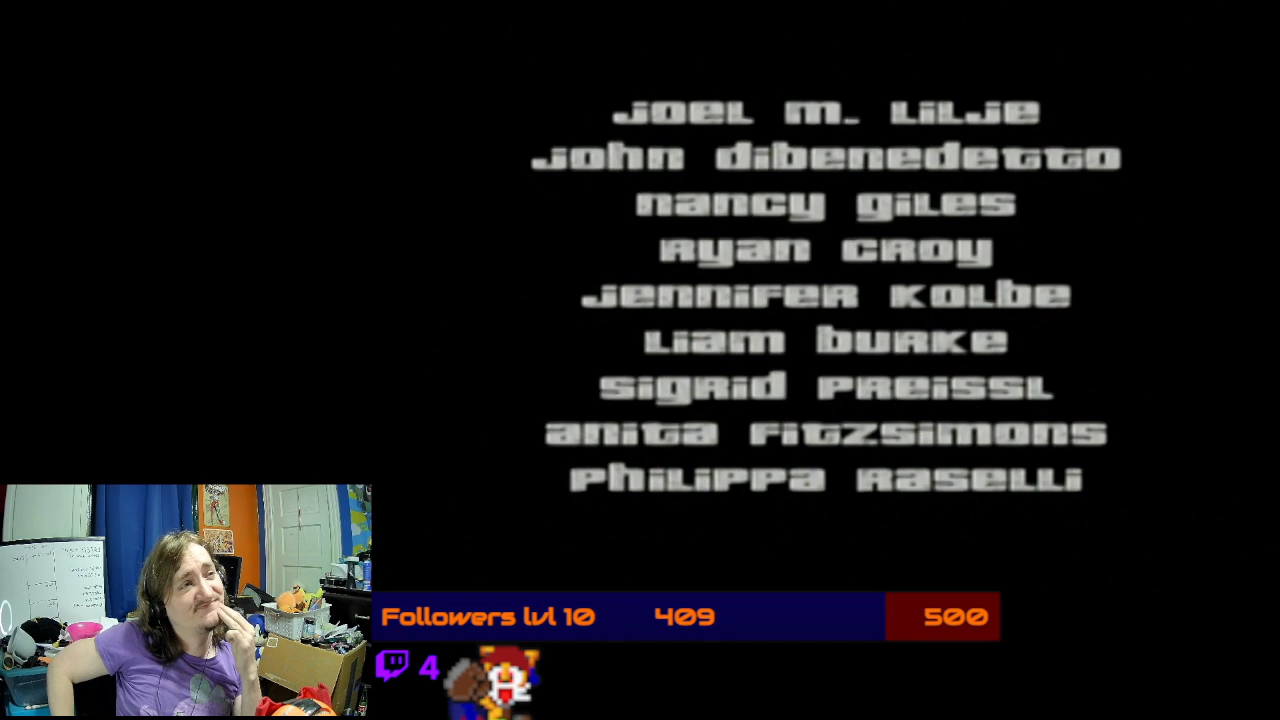 JOEL M. LILJE
JOHN DIBENEDETTO
NANCY GILES
RYAN CROY
JENNIFER KOLBE
LIAM BURKE
SIGRID PREISSL
ANITA FITZSIMONS
PHILIPPA RASELLI
Followers lvl 10 409 500
4